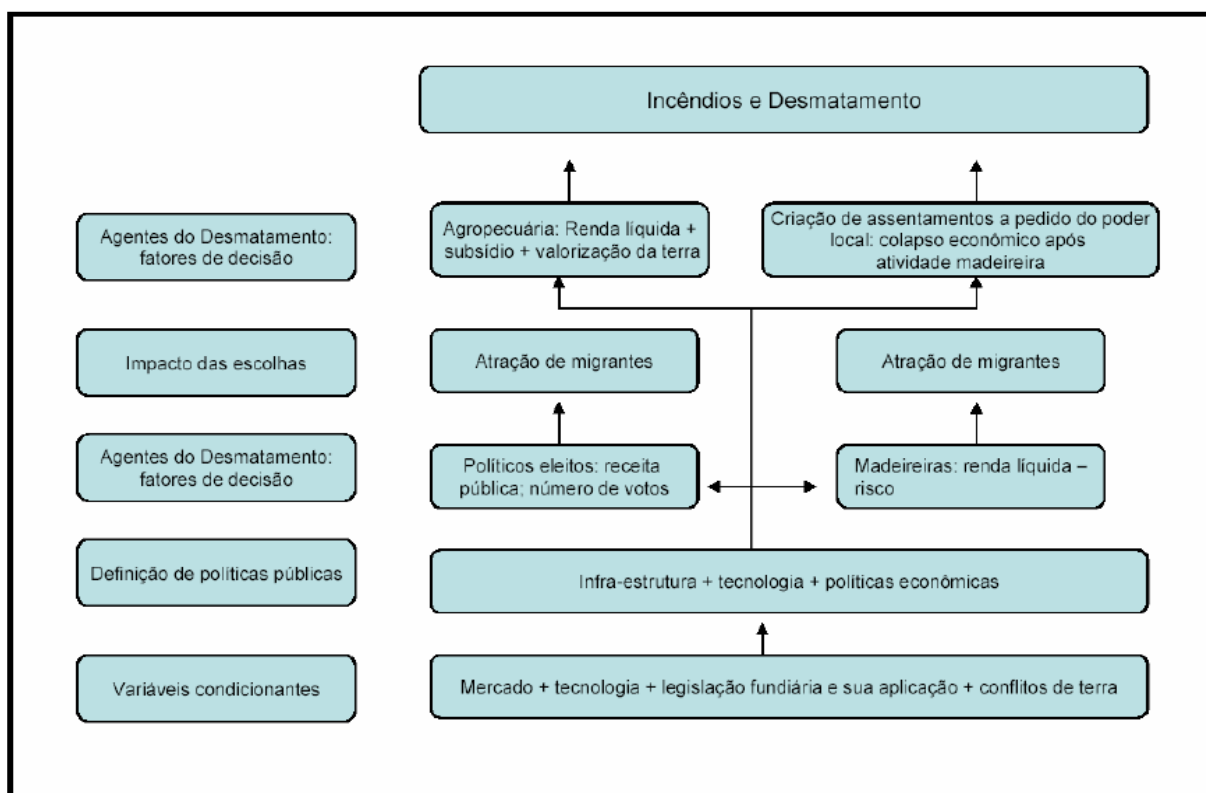 Incêndios e Desmatamento
Agentes do Desmatamento:
fatores de decisão
Agropecuária: Renda líquida +
subsídio + valorização da terra
Criação de assentamentos a pedido do poder
local: colapso econômico após
atividade madeireira
Impacto das escolhas
Atração de migrantes
Atração de migrantes
Agentes do Desmatamento:
fatores de decisão
Políticos eleitos: receita
pública; número de votos
Madeireiras: renda líquida –
risco
Definição de políticas públicas
Infra-estrutura + tecnologia + políticas econômicas
Variáveis condicionantes
Mercado + tecnologia + legislação fundiária e sua aplicação + conflitos de terra